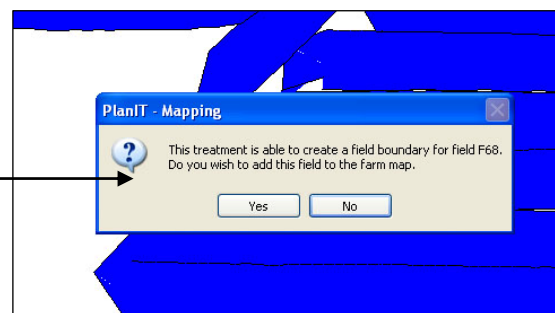 PlanIT - Mapping
This treatment is able to create a field boundary for field F68.
Do you wish to add this field to the farm map.
Yes
No